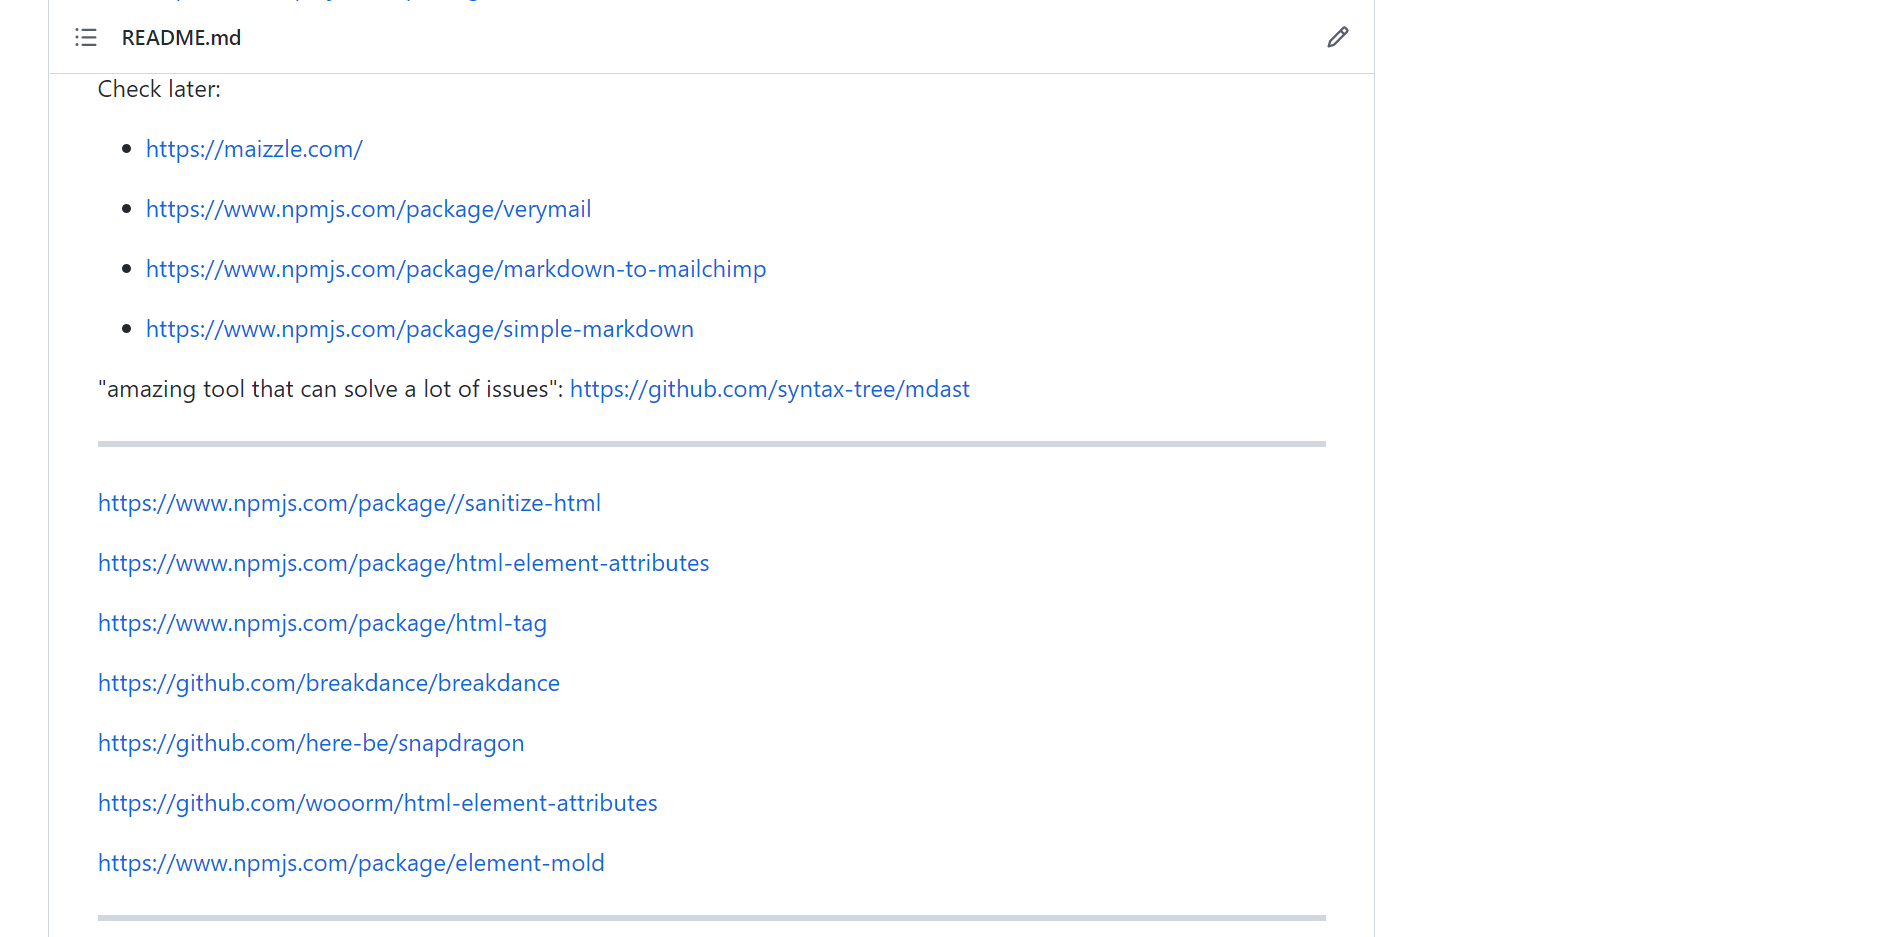 README.md
Check later:
https://maizzle.com/
https://www.npmjs.com/package/verymail
https://www.npmjs.com/package/markdown-to-mailchimp
https://www.npmjs.com/package/simple-markdown
"amazing tool that can solve a lot of issues": https://github.com/syntax-tree/mdast
https://www.npmjs.com/package//sanitize-html
https://www.npmjs.com/package/html-element-attributes
https://www.npmjs.com/package/html-tag
https://github.com/breakdance/breakdance
https://github.com/here-be/snapdragon
https://github.com/wooorm/html-element-attributes
https://www.npmjs.com/package/element-mold